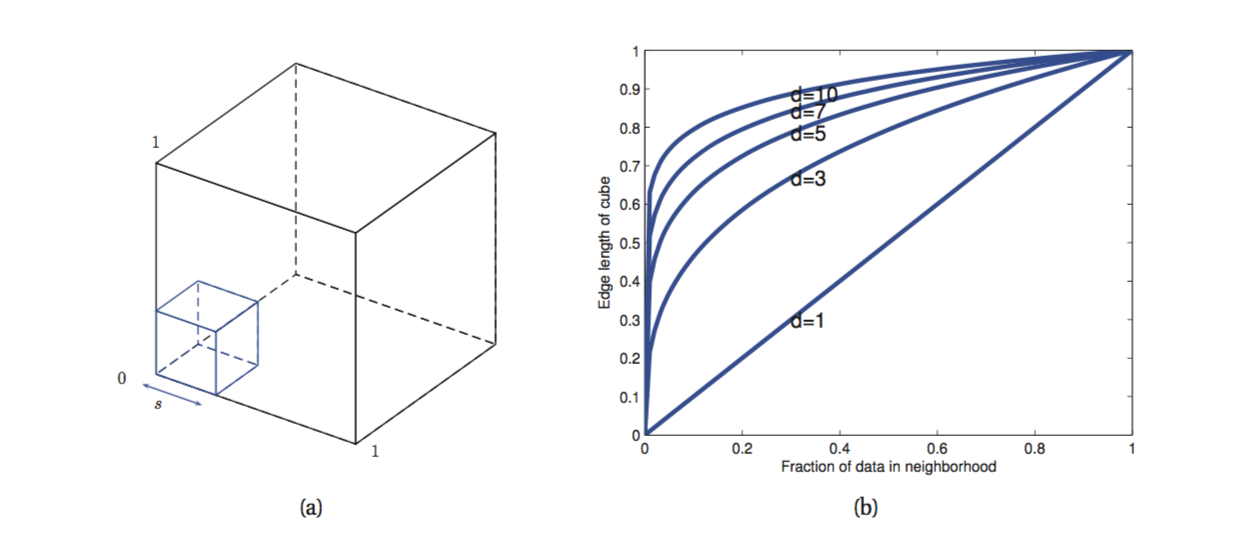 1
0
s
1
(a)
1
0.9
0.8
0.7
0.6
0.5
0.4
0.3
0.2
0.1
0
Edge length of cube
d=10
d=7
d=5
d=3
d=1
0 0.2 0.4 0.6 0.8 1
Fraction of data in neighborhood
(b)